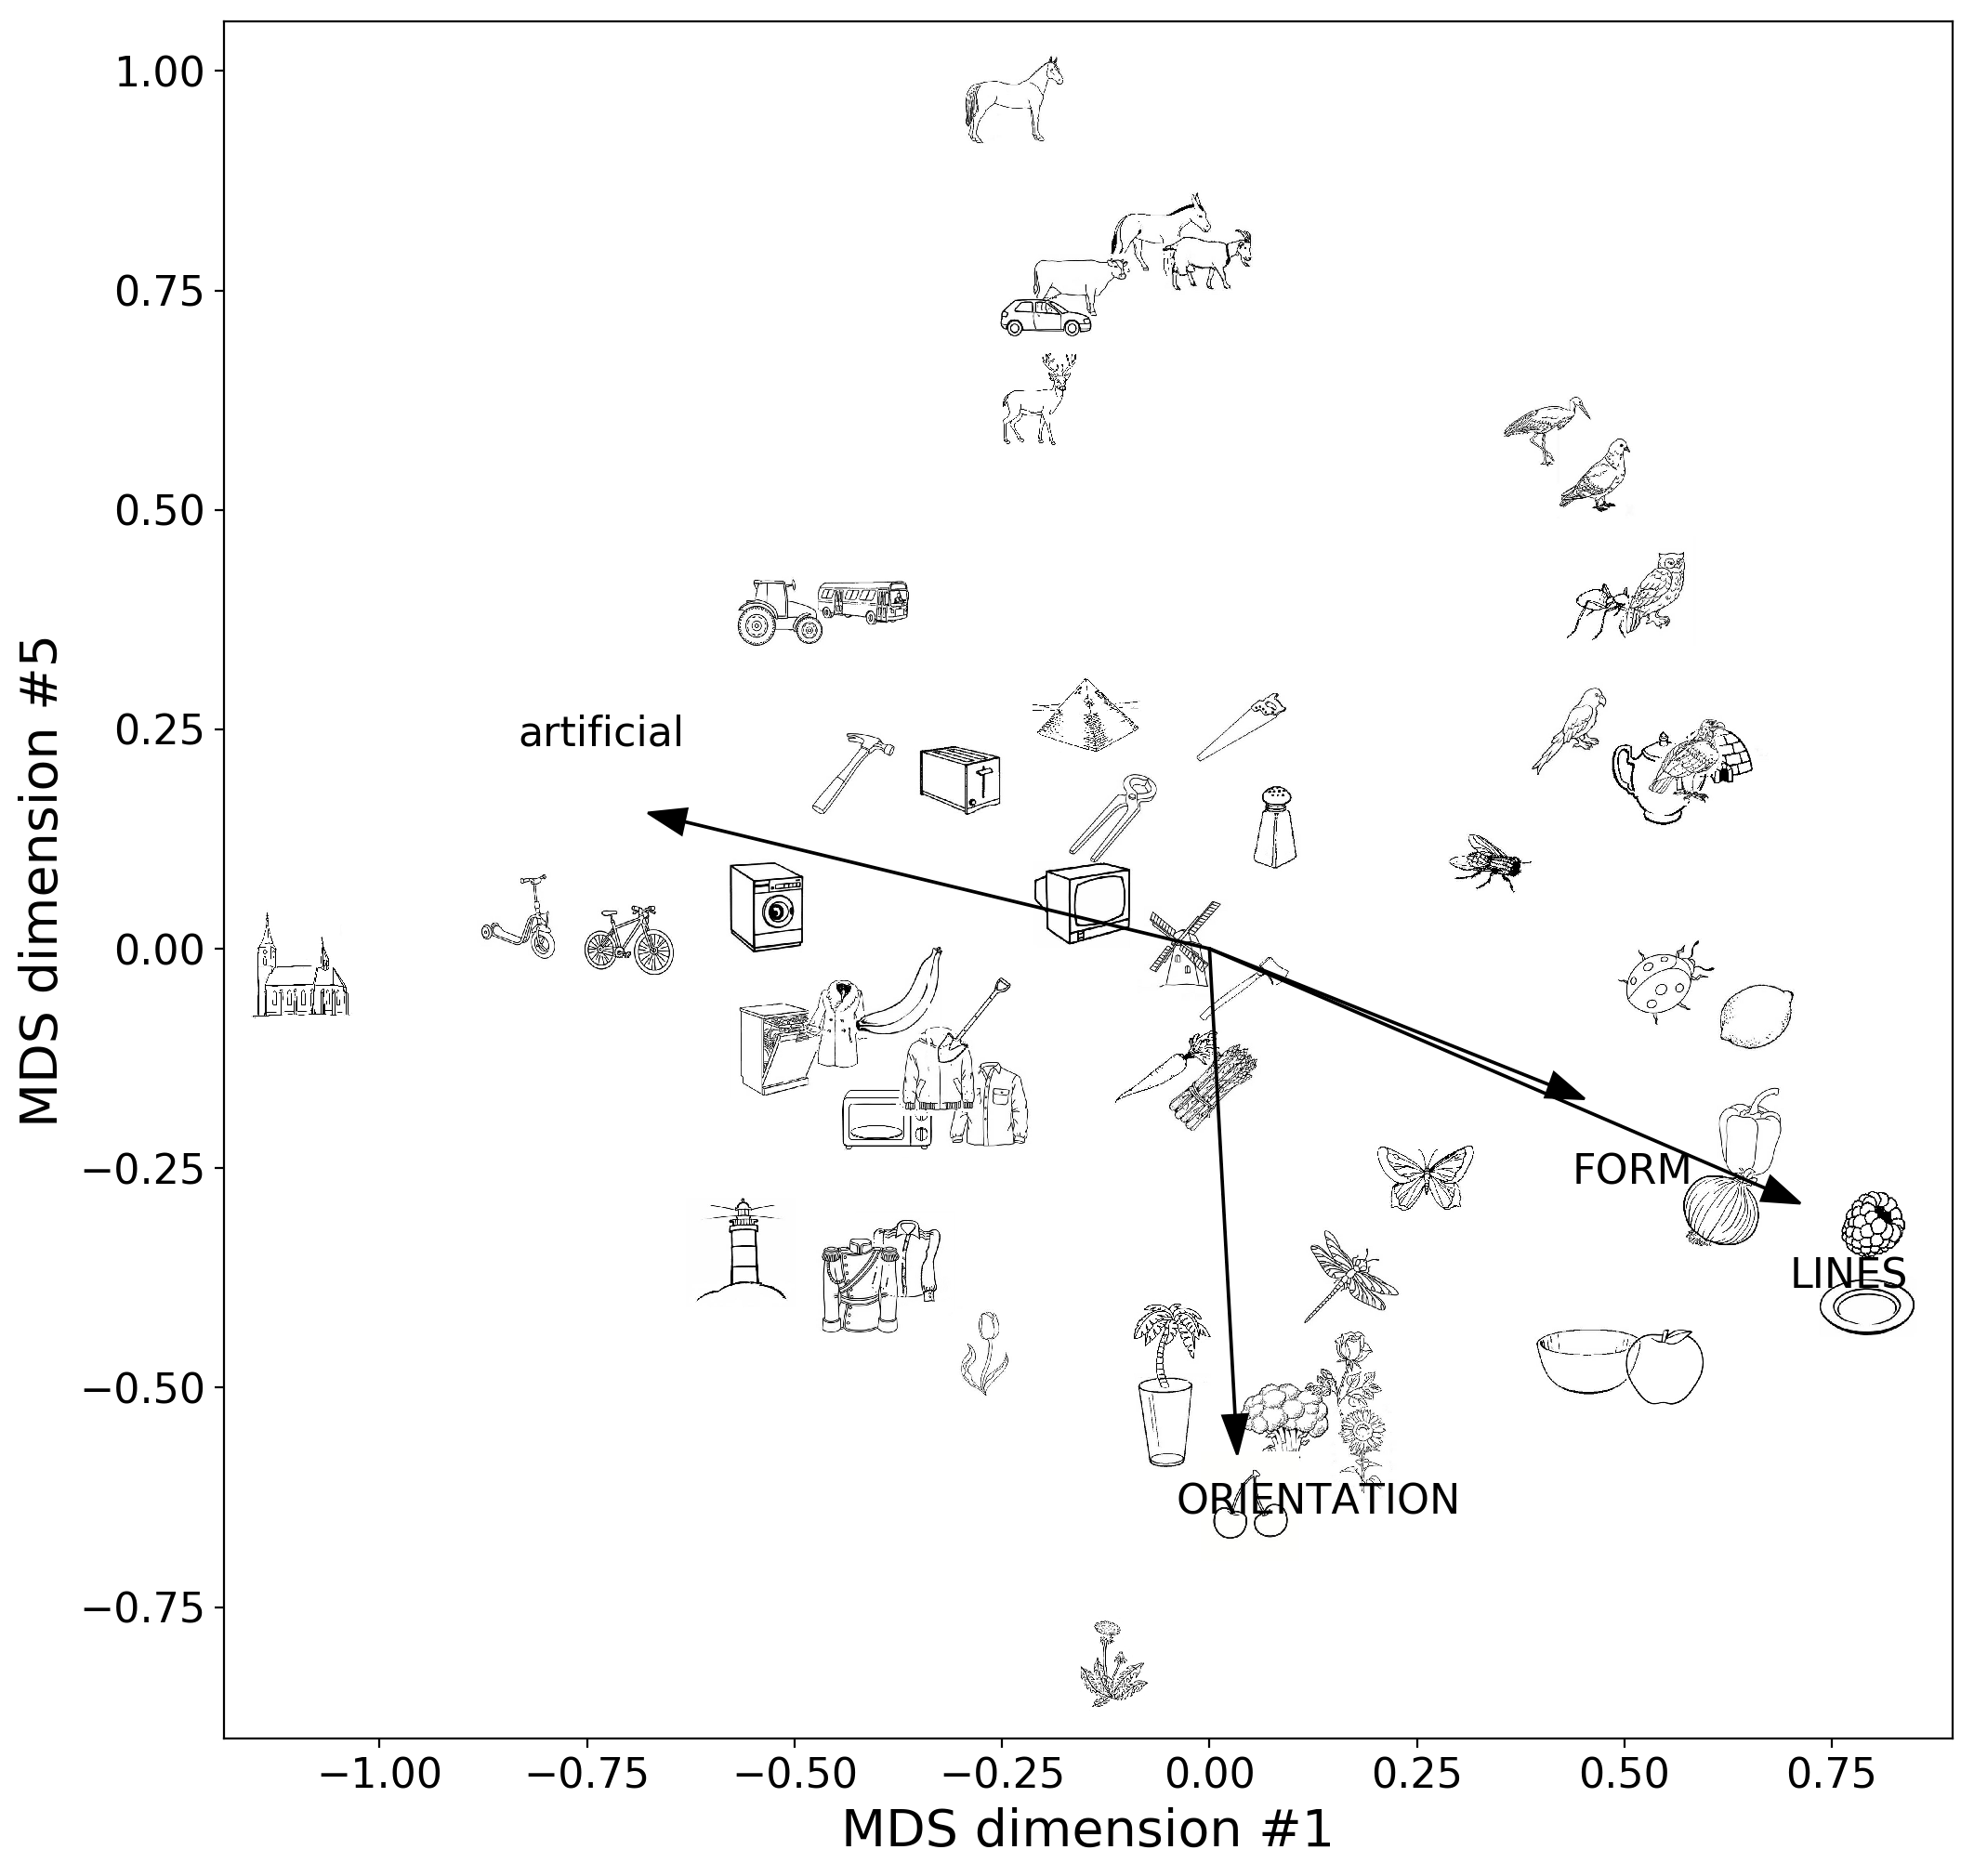 1.00
0.75
0.50
0.25
0.00
−0.25
−0.50
−0.75
MDS dimension #5
artificial
FORM
LINES
ORIENTATION
−1.00 −0.75 −0.50 −0.25 0.00 0.25 0.50 0.75
MDS dimension #1